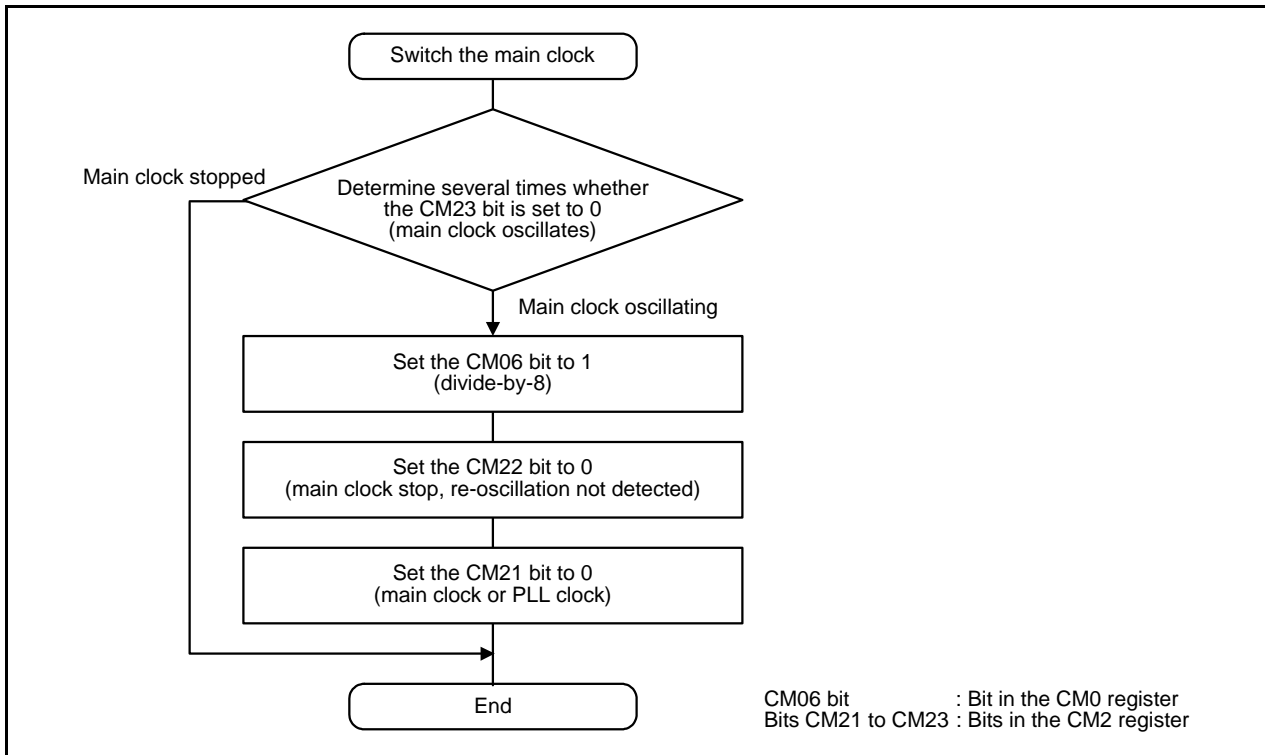 Switch the main clock
Main clock stopped
Determine several times whether
the CM23 bit is set to 0
(main clock oscillates)
Main clock oscillating
Set the CM06 bit to 1
(divide-by-8)
Set the CM22 bit to 0
(main clock stop, re-oscillation not detected)
Set the CM21 bit to 0
(main clock or PLL clock)
End
CM06 bit : Bit in the CM0 register
Bits CM21 to CM23 : Bits in the CM2 register